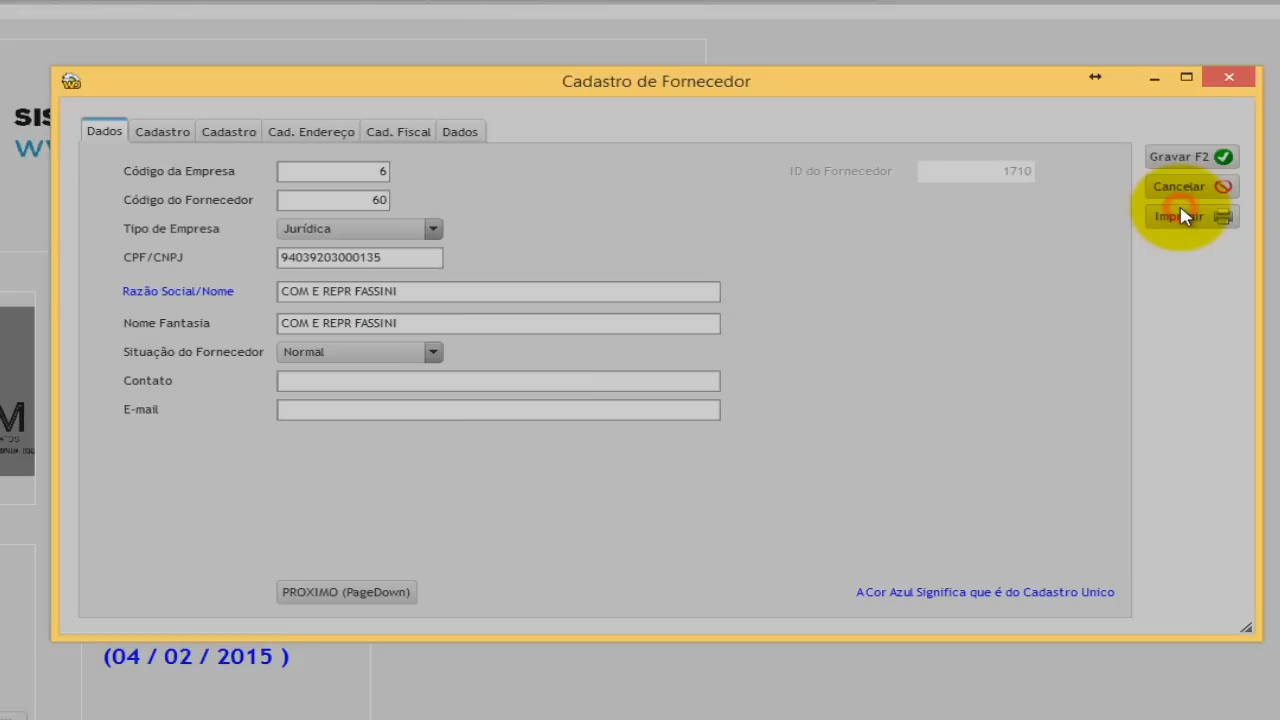 Cadastro de Fornecedor
SIS
Dados Cadastro Cadastro Cad. Endereço Cad. Fiscal Dados
Gravar F2
Código da Empresa 6 ID do Fornecedor 1710
Cancelar
Código do Fornecedor 60
Imprimir
Tipo de Empresa Jurídica
CPF/CNPJ 94039203000135
Razão Social/Nome COM E REPR FASSINI
Nome Fantasia COM E REPR FASSINI
Situação do Fornecedor Normal
Contato
E-mail
PROXIMO (PageDown) A Cor Azul Significa que é do Cadastro Unico
(04 / 02 / 2015 )